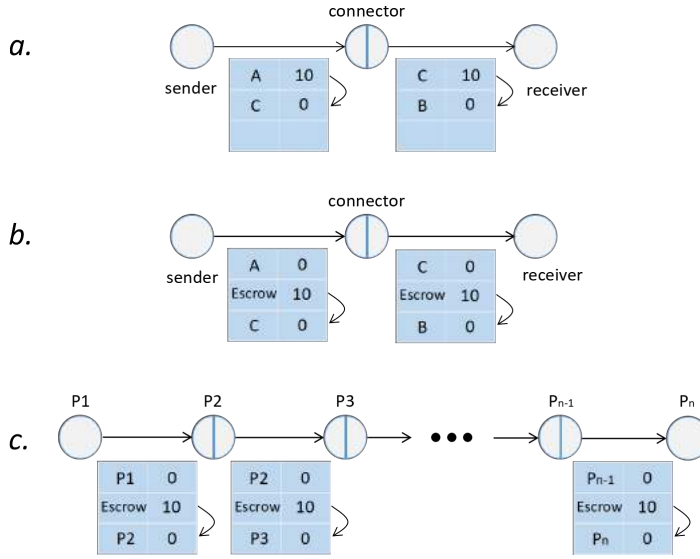 connector
a.
A 10
C 10
sender
C 0
B 0
receiver
connector
b.
A 0
C 0
sender
receiver
Escrow 10
Escrow 10
C 0
B 0
P1
P2
P3
Pn-1
Pn
c.
P1 0
P2 0
Pn-1 0
Escrow 10
Escrow 10
Escrow 10
P2 0
P3 0
Pn 0